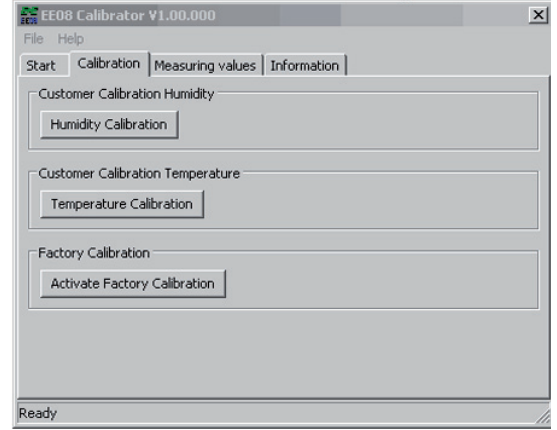 EE08 Calibrator V1.00.000
File Help
Start Calibration Measuring values Information
Customer Calibration Humidity
Humidity Calibration
Customer Calibration Temperature
Temperature Calibration
Factory Calibration
Activate Factory Calibration
Ready